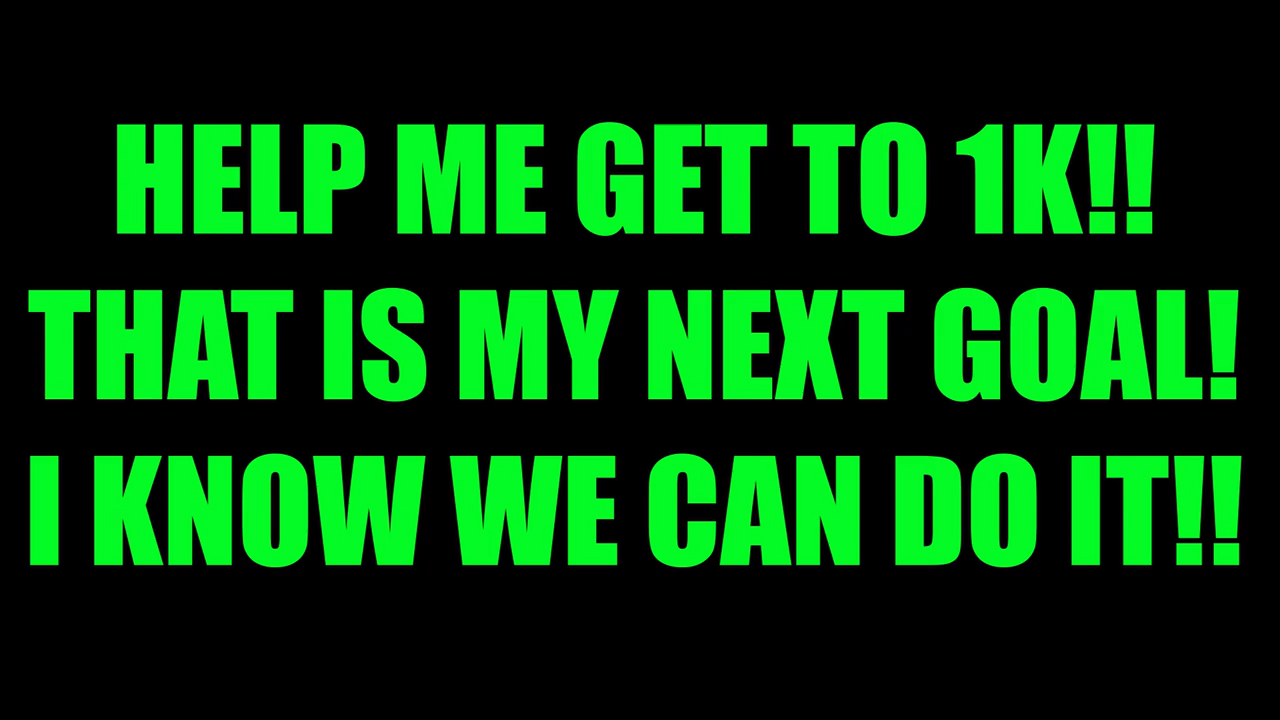 HELP ME GET TO 1K!!
THAT IS MY NEXT GOAL!
I KNOW WE CAN DO IT!!